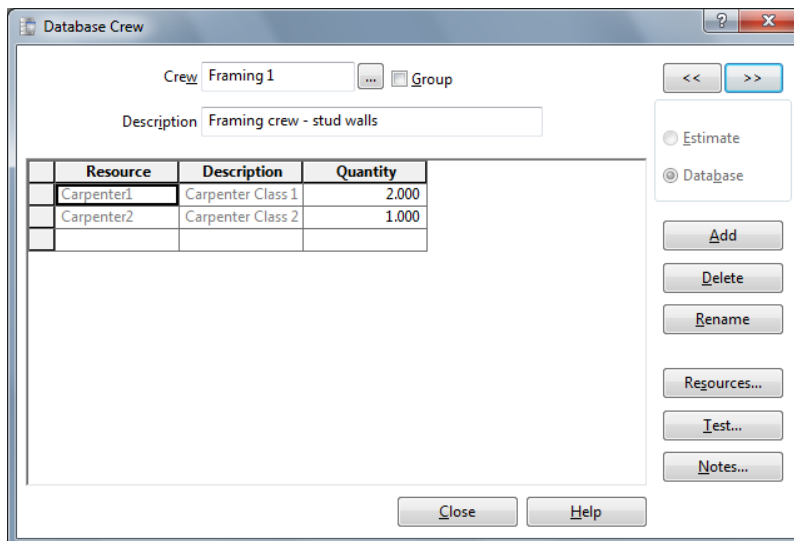 Database Crew
Crew Framing 1 ... Group << >>
Description Framing crew - stud walls
Estimate
Database
Resource Description Quantity
Carpenter1 Carpenter Class 1 2.000
Carpenter2 Carpenter Class 2 1.000
Add
Delete
Rename
Resources...
Test...
Notes...
Close Help